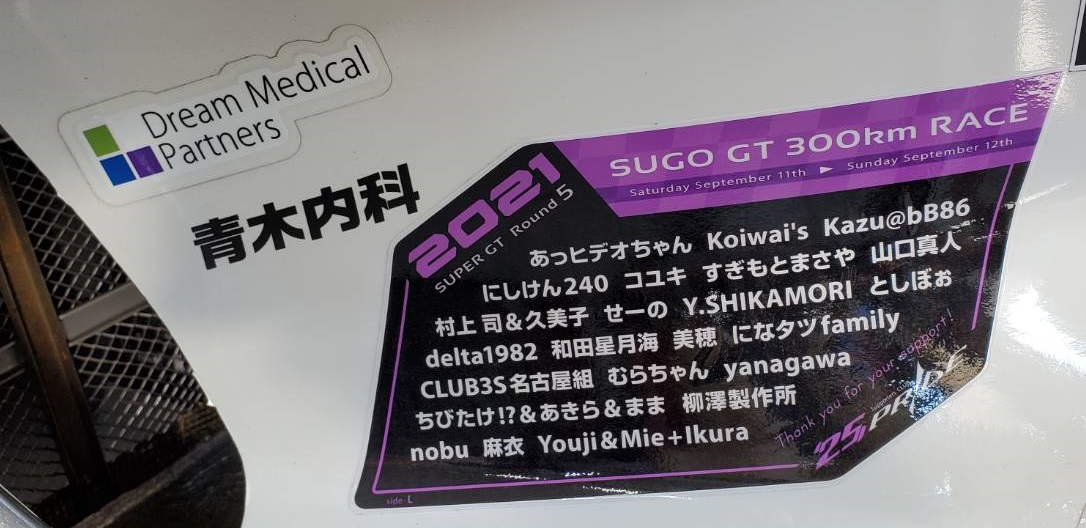 Dream Medical
Partners
青木内科
2021
SUPER GT Round 5
SUGO GT 300km RACE
Saturday September 11th ▶ Sunday September 12th
あっヒデオちゃん Koiwai's Kazu@bB86
にしけん240 コユキ すぎもとまさや 山口真人
村上 司&久美子 せーの Y.SHIKAMORI としぼぉ
delta1982 和田星月海 美穂 になタツfamily
CLUB3S名古屋組 むらちゃん yanagawa
ちびたけ!?&あきら&まま 柳澤製作所
nobu 麻衣 Youji&Mie+Ikura
Thank you for your support!
'25, PRIDE
side-L